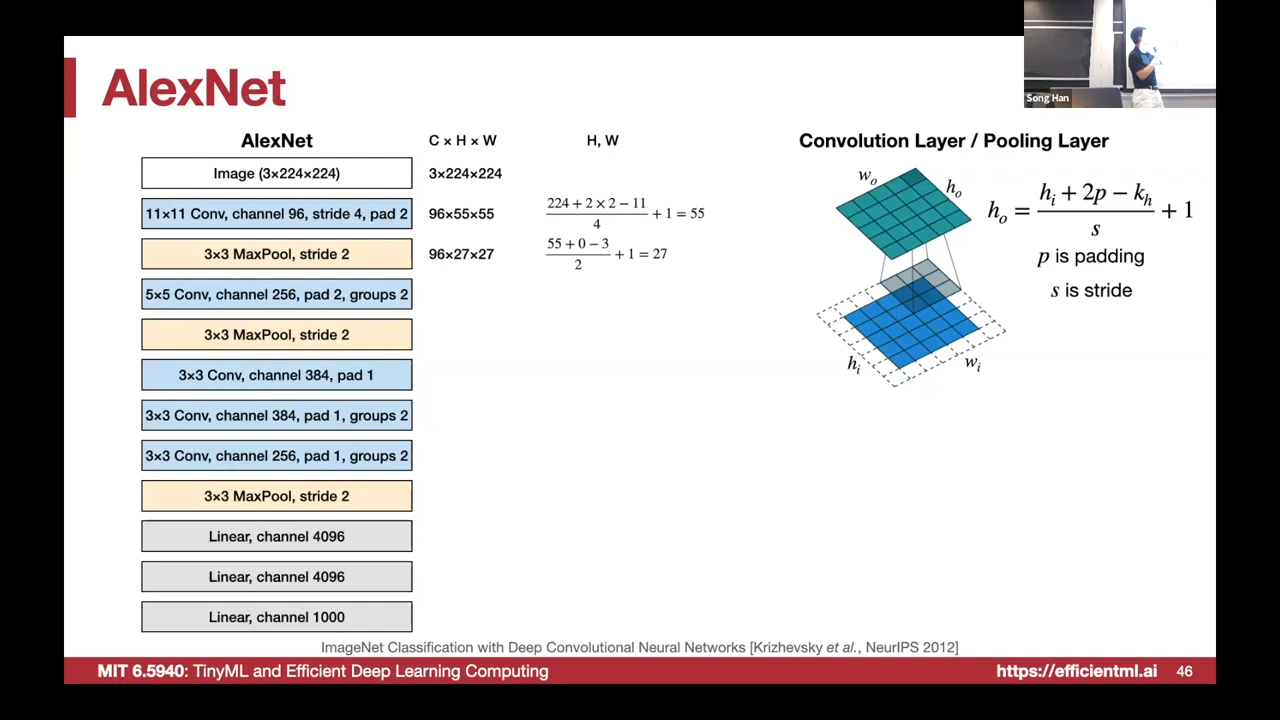 Song Han
AlexNet
AlexNet
C × H × W
H, W
Image (3×224×224)
3×224×224
11×11 Conv, channel 96, stride 4, pad 2
96×55×55
(224 + 2 × 2 − 11)/4 + 1 = 55
3×3 MaxPool, stride 2
96×27×27
(55 + 0 − 3)/2 + 1 = 27
5×5 Conv, channel 256, pad 2, groups 2
3×3 MaxPool, stride 2
3×3 Conv, channel 384, pad 1
3×3 Conv, channel 384, pad 1, groups 2
3×3 Conv, channel 256, pad 1, groups 2
3×3 MaxPool, stride 2
Linear, channel 4096
Linear, channel 4096
Linear, channel 1000
Convolution Layer / Pooling Layer
w_o
h_o
h_i
w_i
h_o = (h_i + 2p − k_h)/s + 1
p is padding
s is stride
ImageNet Classification with Deep Convolutional Neural Networks [Krizhevsky et al., NeurIPS 2012]
MIT 6.5940: TinyML and Efficient Deep Learning Computing
https://efficientml.ai
46